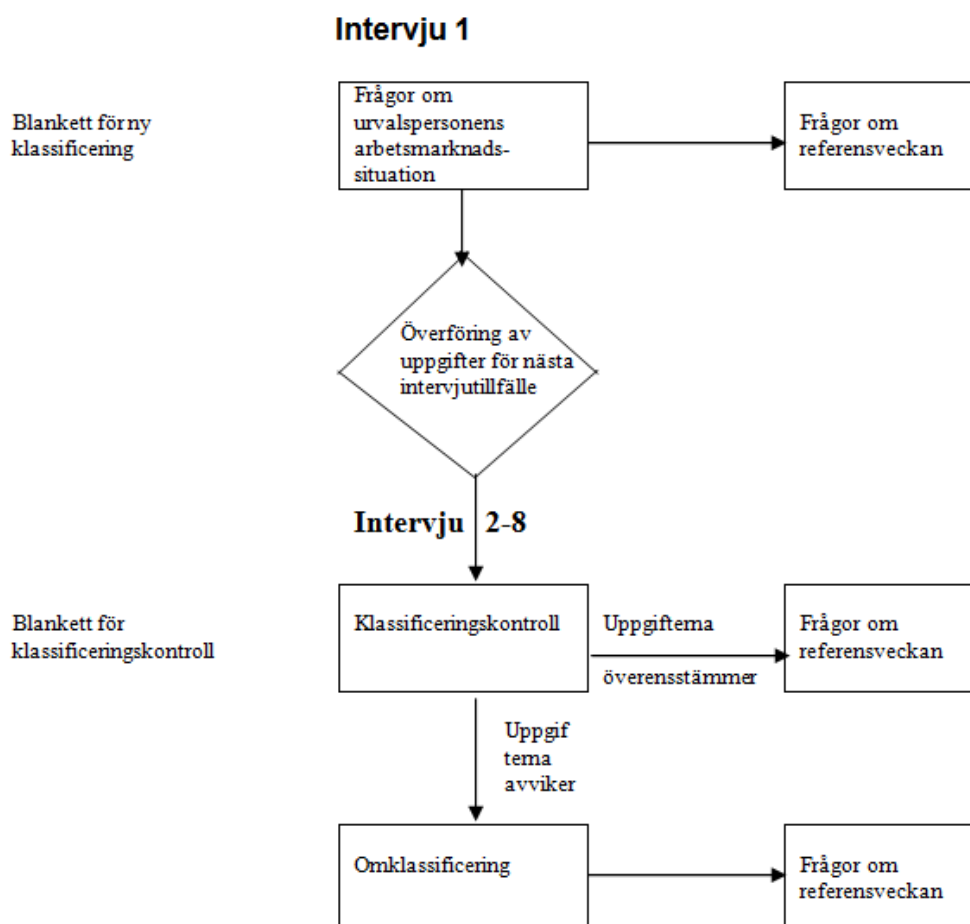 Intervju 1
Blankett för ny
klassificering
Frågor om
urvalspersonens
arbetsmarknads-
situation
Frågor om
referensveckan
Överföring av
uppgifter för nästa
intervjutillfälle
Intervju 2-8
Blankett för
klassificeringskontroll
Klassificeringskontroll
Uppgifterna
överensstämmer
Frågor om
referensveckan
Uppgif
terna
avviker
Omklassificering
Frågor om
referensveckan